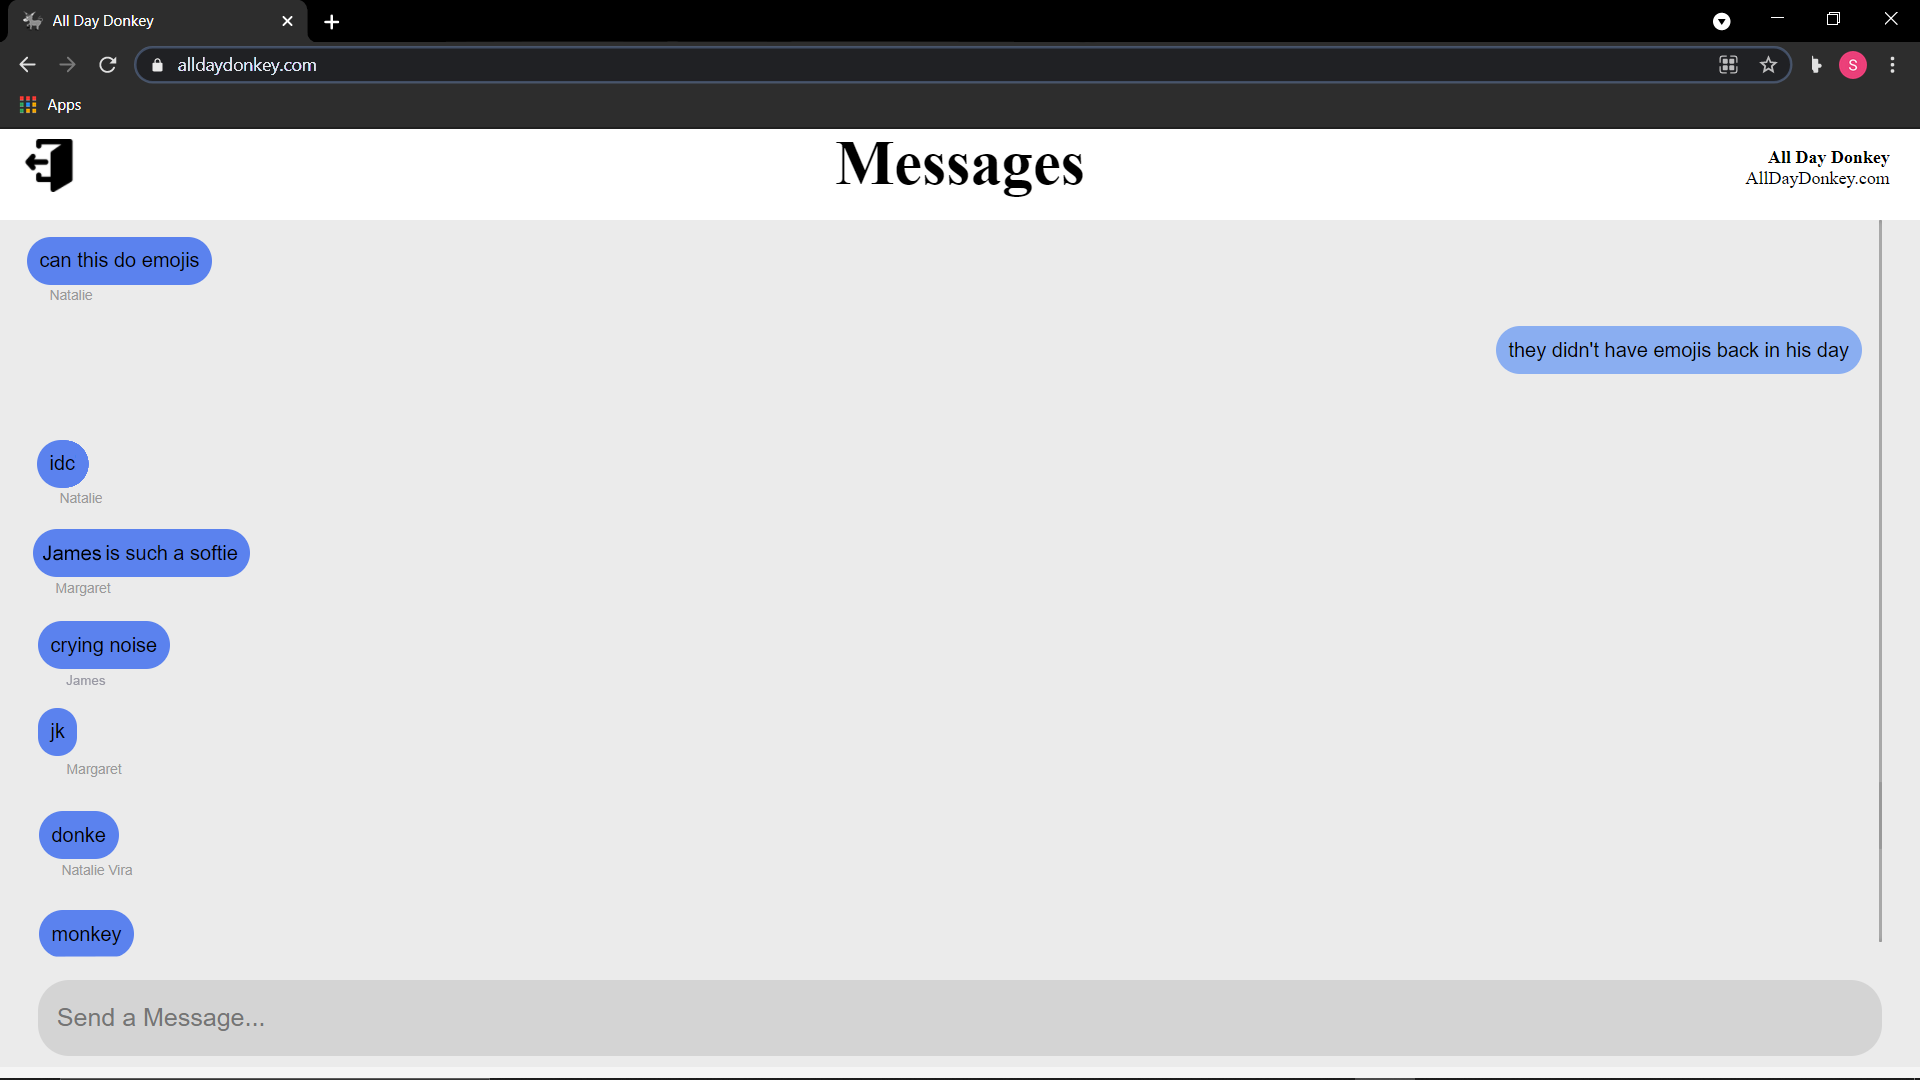 All Day Donkey
alldaydonkey.com
S
Apps
Messages
All Day Donkey
AllDayDonkey.com
can this do emojis
Natalie
they didn't have emojis back in his day
idc
Natalie
James is such a softie
Margaret
crying noise
James
jk
Margaret
donke
Natalie Vira
monkey
Send a Message...